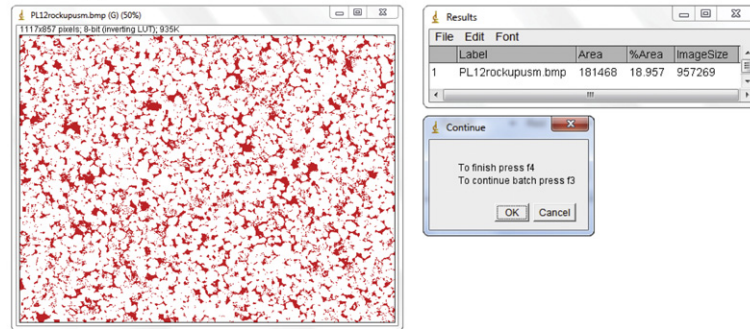 PL12rockupusm.bmp (G) (50%)
1117x857 pixels; 8-bit (inverting LUT); 935K
Results
File Edit Font
Label Area %Area ImageSize
1 PL12rockupusm.bmp 181468 18.957 957269
Continue
To finish press f4
To continue batch press f3
OK Cancel